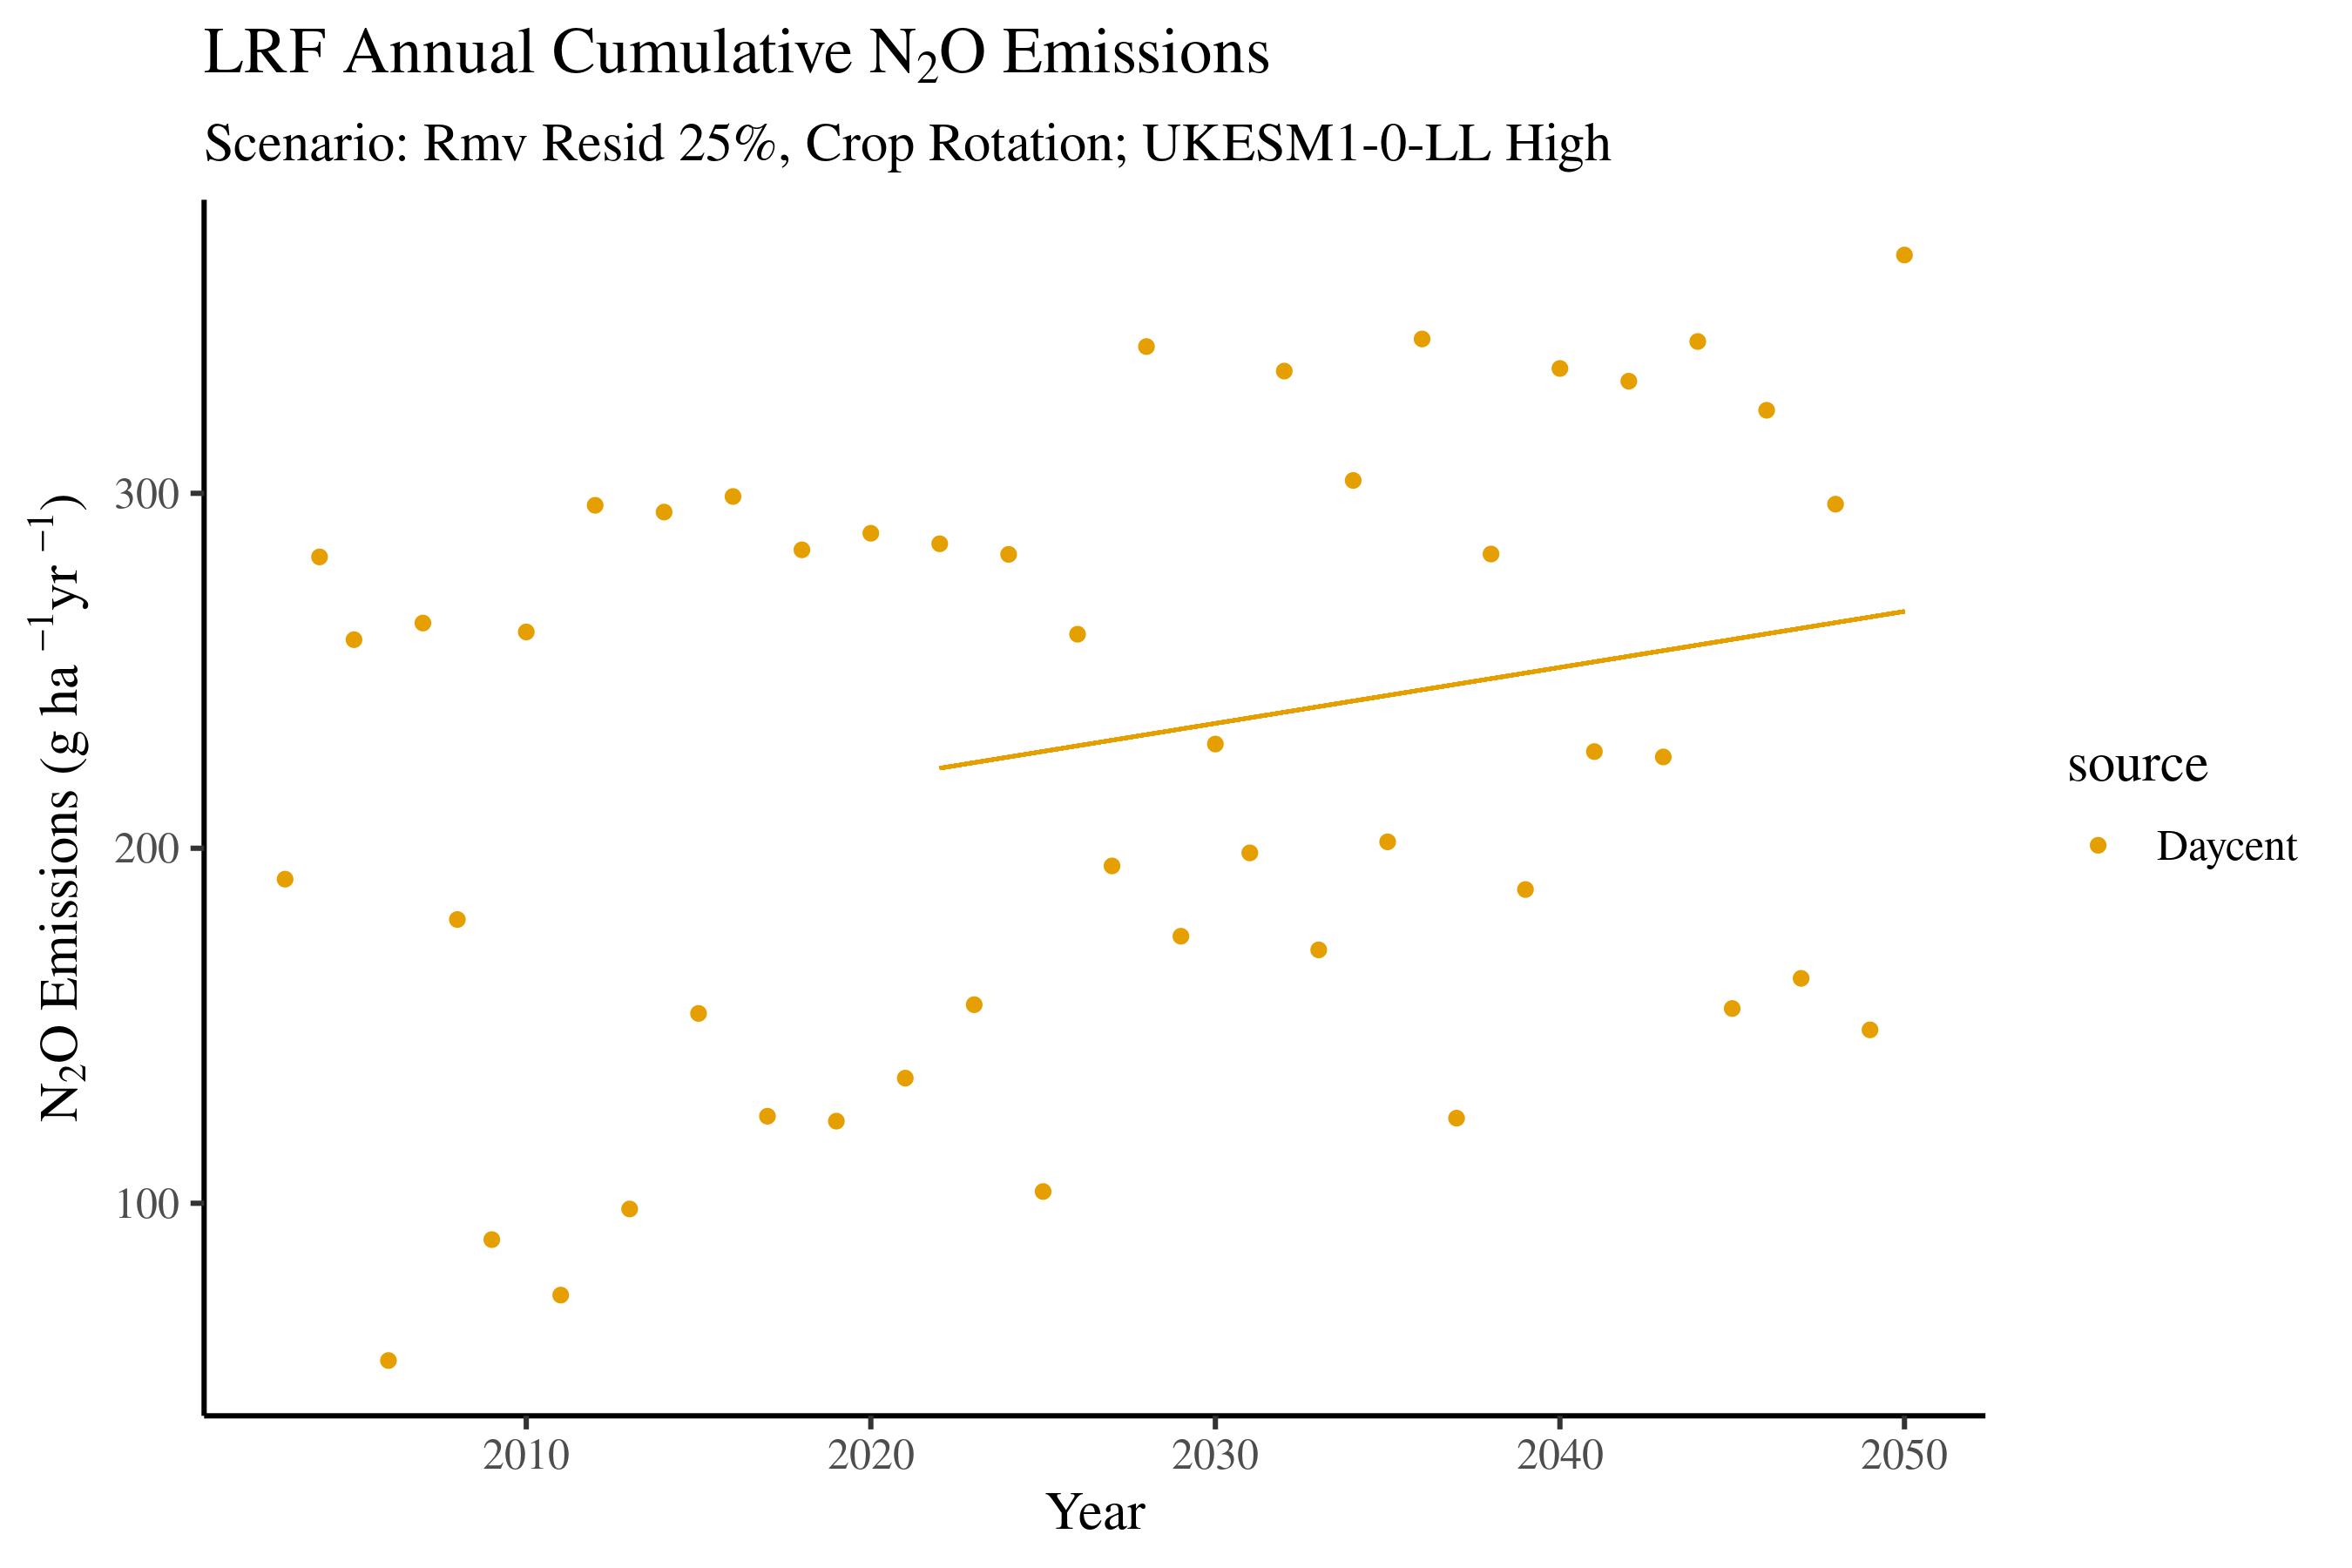 LRF Annual Cumulative N₂O Emissions
Scenario: Rmv Resid 25%, Crop Rotation; UKESM1-0-LL High
N₂O Emissions (g ha⁻¹yr⁻¹)
300
200
100
2010 2020 2030 2040 2050
Year
source
Daycent